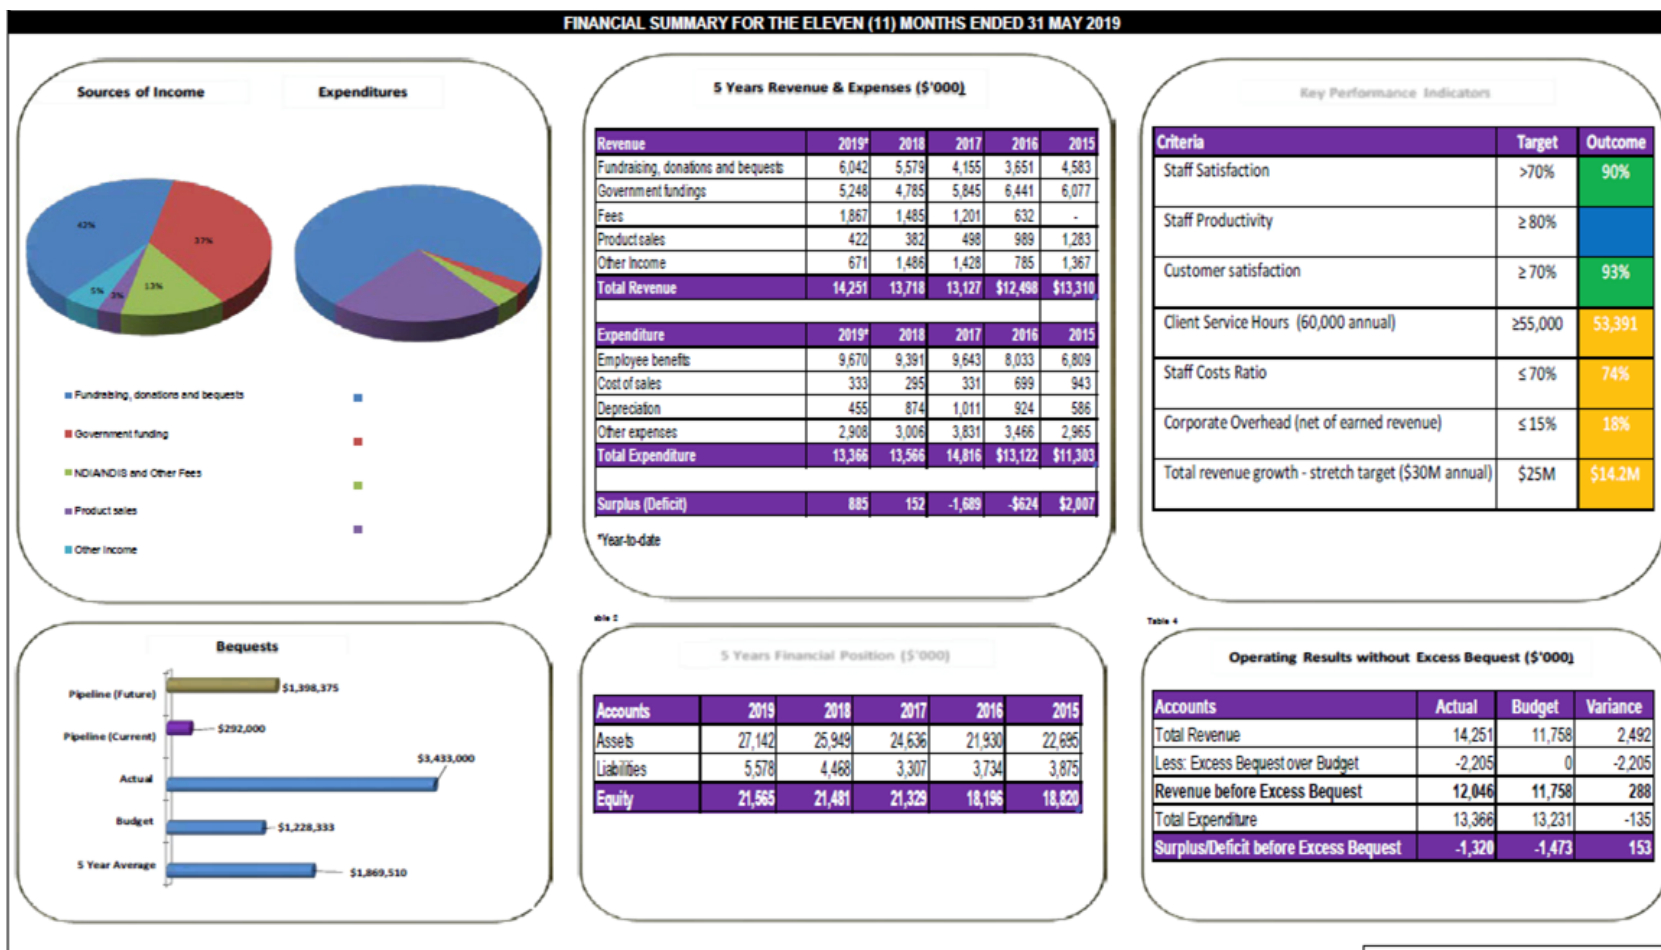 FINANCIAL SUMMARY FOR THE ELEVEN (11) MONTHS ENDED 31 MAY 2019
Sources of Income
Expenditures
42%
37%
13%
3%
5%
Fundraising, donations and bequests
Government funding
NDIA/NDIS and Other Fees
Product sales
Other Income
5 Years Revenue & Expenses ($'000)
Revenue 2019* 2018 2017 2016 2015
Fundraising, donations and bequests 6,042 5,579 4,155 3,651 4,583
Government fundings 5,248 4,785 5,845 6,441 6,077
Fees 1,867 1,485 1,201 632 -
Product sales 422 382 498 989 1,283
Other Income 671 1,486 1,428 785 1,367
Total Revenue 14,251 13,718 13,127 $12,498 $13,310
Expenditure 2019* 2018 2017 2016 2015
Employee benefits 9,670 9,391 9,643 8,033 6,809
Cost of sales 333 295 331 699 943
Depreciation 455 874 1,011 924 586
Other expenses 2,908 3,006 3,831 3,466 2,965
Total Expenditure 13,366 13,566 14,816 $13,122 $11,303
Surplus (Deficit) 885 152 -1,689 -$624 $2,007
*Year-to-date
Key Performance Indicators
Criteria Target Outcome
Staff Satisfaction >70% 90%
Staff Productivity ≥ 80%
Customer satisfaction ≥ 70% 93%
Client Service Hours (60,000 annual) ≥55,000 53,391
Staff Costs Ratio ≤ 70% 74%
Corporate Overhead (net of earned revenue) ≤ 15% 18%
Total revenue growth - stretch target ($30M annual) $25M $14.2M
Bequests
Pipeline (Future) $1,398,375
Pipeline (Current) $292,000
Actual $3,433,000
Budget $1,228,333
5 Year Average $1,869,510
able 2
5 Years Financial Position ($'000)
Accounts 2019 2018 2017 2016 2015
Assets 27,142 25,949 24,636 21,930 22,695
Liabilities 5,578 4,468 3,307 3,734 3,875
Equity 21,565 21,481 21,329 18,196 18,820
Table 4
Operating Results without Excess Bequest ($'000)
Accounts Actual Budget Variance
Total Revenue 14,251 11,758 2,492
Less: Excess Bequest over Budget -2,205 0 -2,205
Revenue before Excess Bequest 12,046 11,758 288
Total Expenditure 13,366 13,231 -135
Surplus/Deficit before Excess Bequest -1,320 -1,473 153